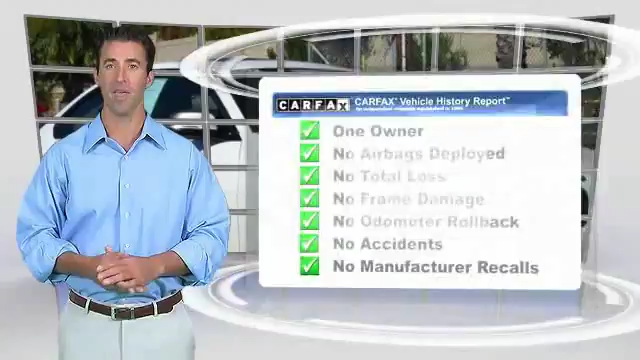 CARFAX CARFAX Vehicle History Report™
One Owner
No Airbags Deployed
No Total Loss
No Frame Damage
No Odometer Rollback
No Accidents
No Manufacturer Recalls